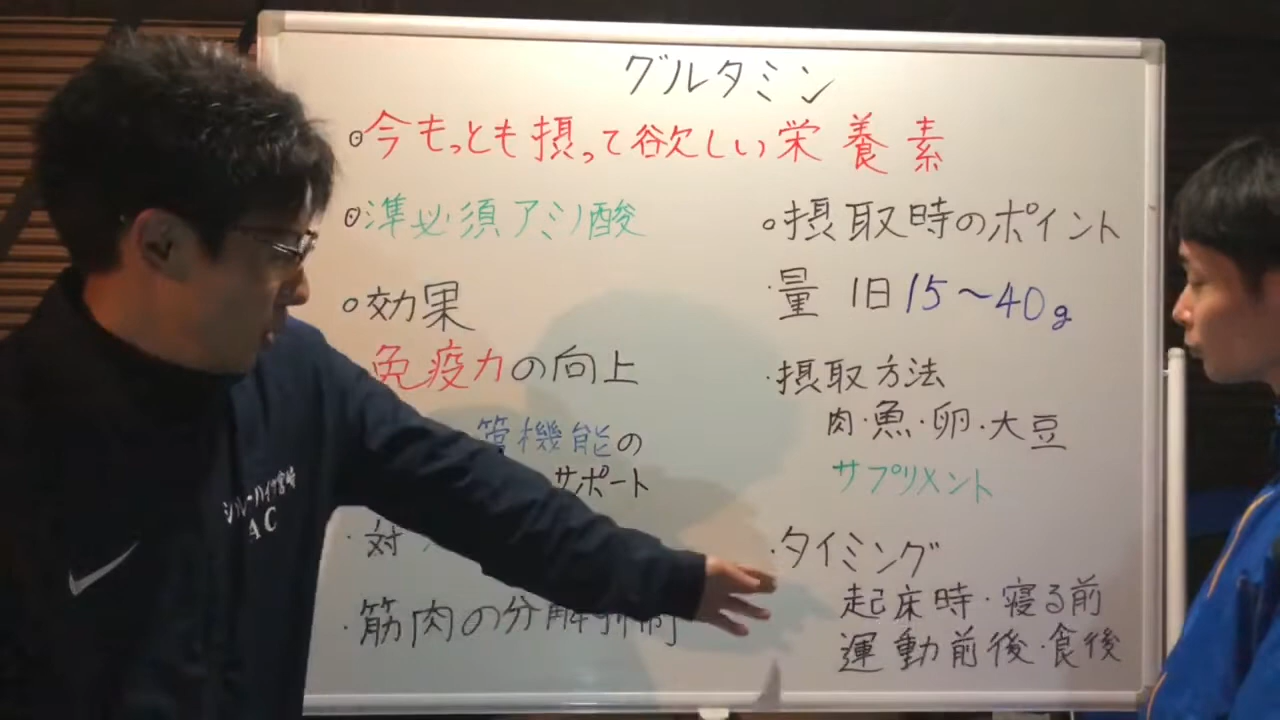 グルタミン
◎今もっとも摂って欲しい栄養素
◎準必須アミノ酸
○効果
免疫力の向上
管機能の
サポート
・対
・筋肉の分解抑制
○摂取時のポイント
・量 1日15〜40g
・摂取方法
肉・魚・卵・大豆
サプリメント
・タイミング
起床時・寝る前
運動前後・食後
AC